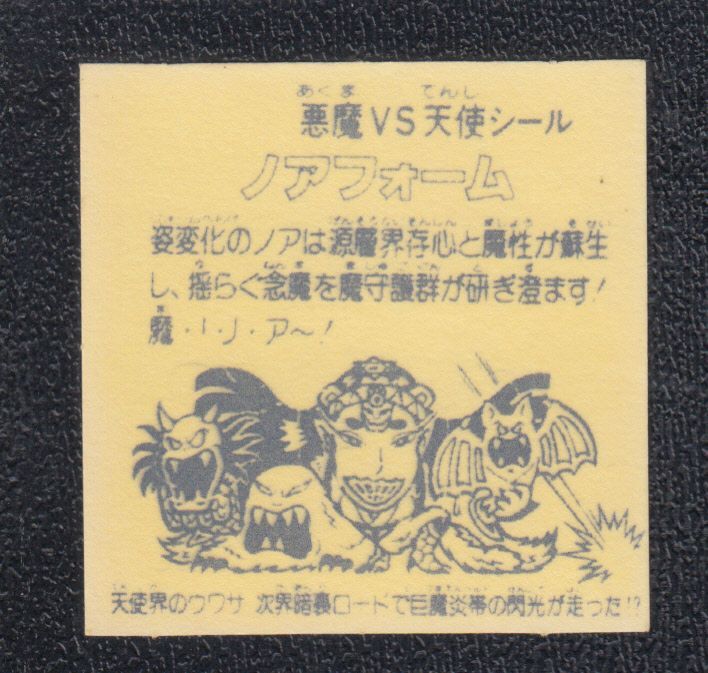 悪魔VS天使シール
ノアフォーム
姿変化のノアは源層界存心と魔性が蘇生
し、揺らぐ念魔を魔守護群が研ぎ澄ます!
魔・I・J・ア〜!
天使界のウワサ 次界暗裏ロードで巨魔炎帯の閃光が走った!?